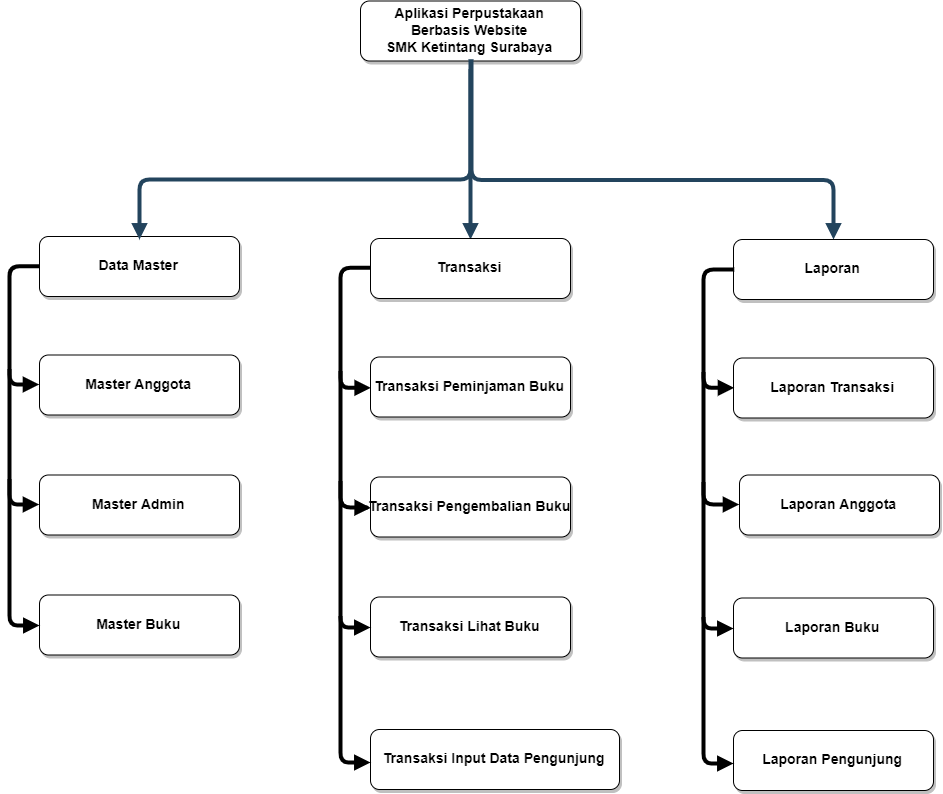 Aplikasi Perpustakaan
Berbasis Website
SMK Ketintang Surabaya
Data Master
Master Anggota
Master Admin
Master Buku
Transaksi
Transaksi Peminjaman Buku
Transaksi Pengembalian Buku
Transaksi Lihat Buku
Transaksi Input Data Pengunjung
Laporan
Laporan Transaksi
Laporan Anggota
Laporan Buku
Laporan Pengunjung